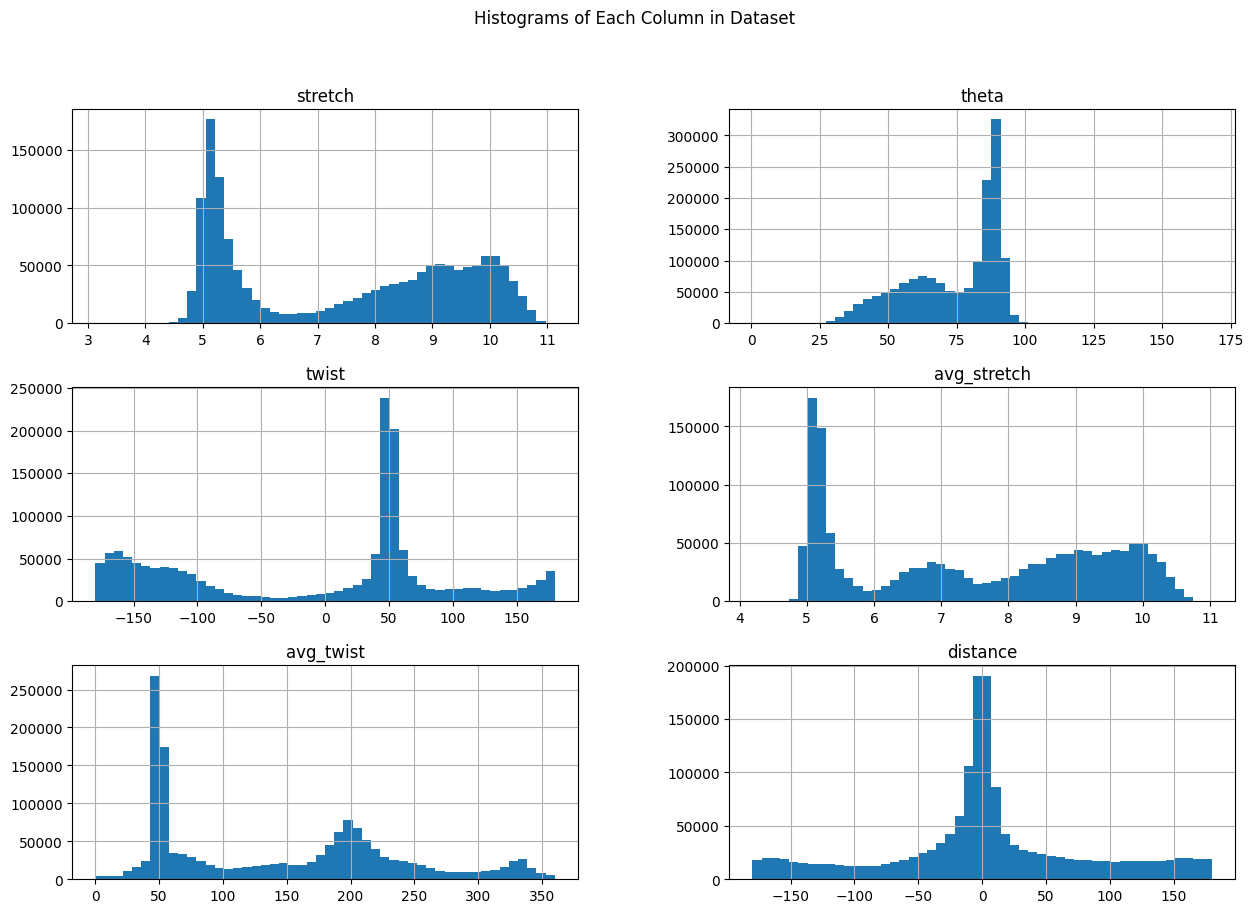 Histograms of Each Column in Dataset
stretch
150000
100000
50000
0
3 4 5 6 7 8 9 10 11
theta
300000
250000
200000
150000
100000
50000
0
0 25 50 75 100 125 150 175
twist
250000
200000
150000
100000
50000
0
−150 −100 −50 0 50 100 150
avg_stretch
150000
100000
50000
0
4 5 6 7 8 9 10 11
avg_twist
250000
200000
150000
100000
50000
0
0 50 100 150 200 250 300 350
distance
200000
150000
100000
50000
0
−150 −100 −50 0 50 100 150